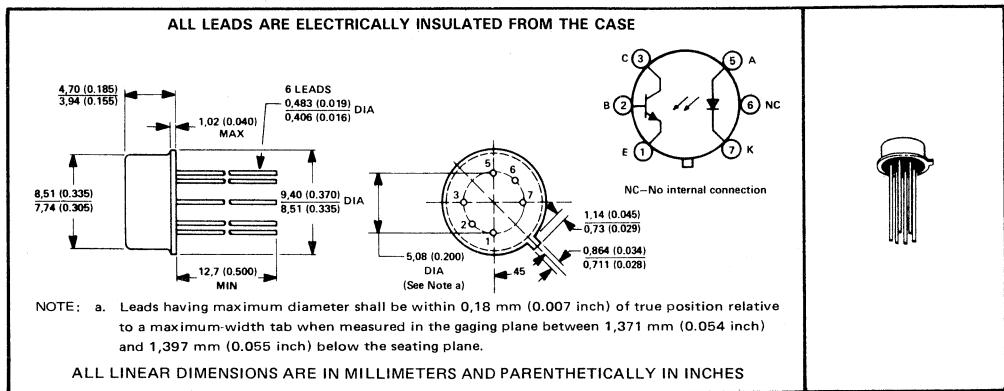 ALL LEADS ARE ELECTRICALLY INSULATED FROM THE CASE
4,70 (0.185)
3,94 (0.155)
1,02 (0.040)
MAX
6 LEADS
0,483 (0.019)
0,406 (0.016)
DIA
8,51 (0.335)
7,74 (0.305)
9,40 (0.370)
8,51 (0.335)
DIA
12,7 (0.500)
MIN
5
6
3
7
2
1
5,08 (0.200)
DIA
(See Note a)
45
1,14 (0.045)
0,73 (0.029)
0,864 (0.034)
0,711 (0.028)
C 3
5 A
B 2
6 NC
E 1
7 K
NC—No internal connection
NOTE: a. Leads having maximum diameter shall be within 0,18 mm (0.007 inch) of true position relative
to a maximum-width tab when measured in the gaging plane between 1,371 mm (0.054 inch)
and 1,397 mm (0.055 inch) below the seating plane.
ALL LINEAR DIMENSIONS ARE IN MILLIMETERS AND PARENTHETICALLY IN INCHES